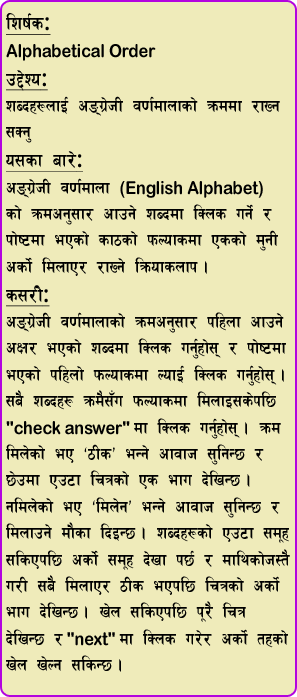 शिर्षक:
Alphabetical Order
उद्देश्य:
शब्दहरूलाई अङ्ग्रेजी वर्णमालाको क्रममा राख्न
सक्नु
यसका बारे:
अङ्ग्रेजी वर्णमाला (English Alphabet)
को क्रमअनुसार आउने शब्दमा क्लिक गर्ने र
पोष्टमा भएको काठको फल्याकमा एकको मुनी
अर्को मिलाएर राख्ने क्रियाकलाप ।
कसरी:
अङ्ग्रेजी वर्णमालाको क्रमअनुसार पहिला आउने
अक्षर भएको शब्दमा क्लिक गर्नुहोस् र पोष्टमा
भएको पहिलो फल्याकमा ल्याई क्लिक गर्नुहोस् ।
सबै शब्दहरू क्रमैसँग फल्याकमा मिलाइसकेपछि
"check answer" मा क्लिक गर्नुहोस् । क्रम
मिलेको भए ‘ठीक’ भन्ने आवाज सुनिन्छ र
छेउमा एउटा चित्रको एक भाग देखिन्छ ।
नमिलेको भए ‘मिलेन’ भन्ने आवाज सुनिन्छ र
मिलाउने मौका दिइन्छ । शब्दहरूको एउटा समूह
सकिएपछि अर्को समूह देखा पर्छ र माथिकोजस्तै
गरी सबै मिलाएर ठीक भएपछि चित्रको अर्को
भाग देखिन्छ । खेल सकिएपछि पूरै चित्र
देखिन्छ र "next" मा क्लिक गरेर अर्को तहको
खेल खेल्न सकिन्छ ।